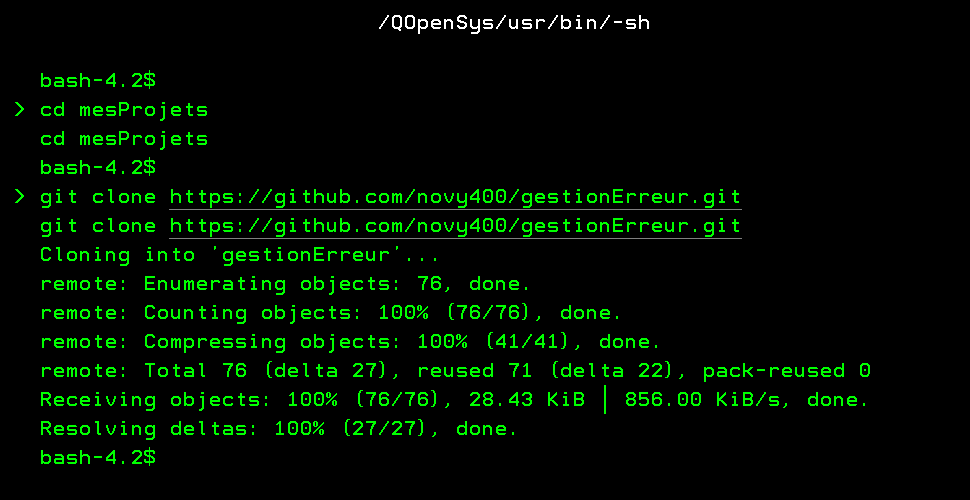 /QOpenSys/usr/bin/-sh
bash-4.2$
> cd mesProjets
cd mesProjets
bash-4.2$
> git clone https://github.com/novy400/gestionErreur.git
git clone https://github.com/novy400/gestionErreur.git
Cloning into 'gestionErreur'...
remote: Enumerating objects: 76, done.
remote: Counting objects: 100% (76/76), done.
remote: Compressing objects: 100% (41/41), done.
remote: Total 76 (delta 27), reused 71 (delta 22), pack-reused 0
Receiving objects: 100% (76/76), 28.43 KiB | 856.00 KiB/s, done.
Resolving deltas: 100% (27/27), done.
bash-4.2$